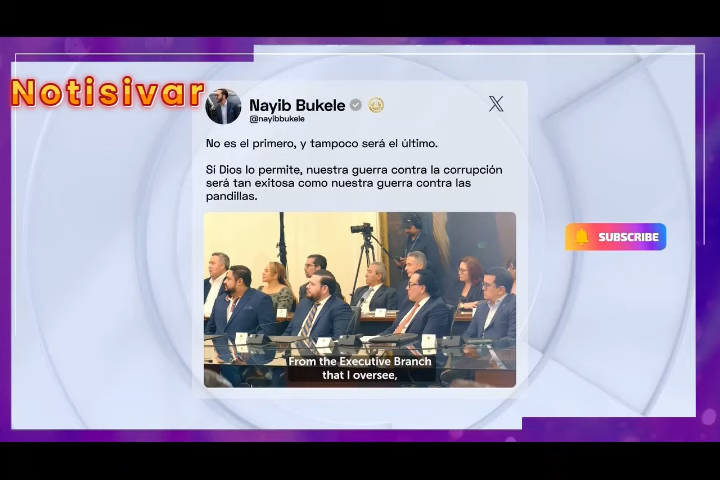 Notisivar
Nayib Bukele
@nayibbukele
X
No es el primero, y tampoco será el último.
Si Dios lo permite, nuestra guerra contra la corrupción
será tan exitosa como nuestra guerra contra las
pandillas.
SUBSCRIBE
From the Executive Branch
that I oversee,